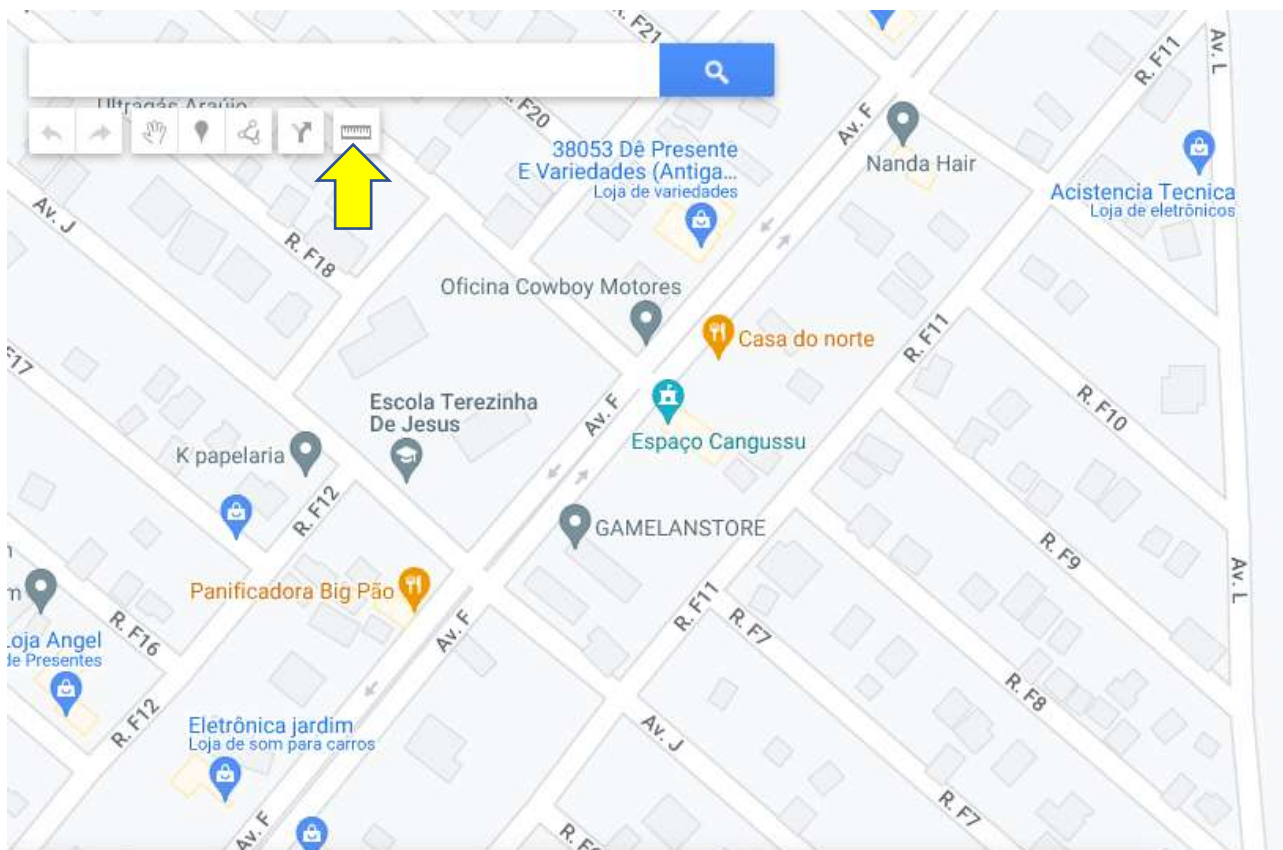 R. F21
Av. L
R. F11
Ultragás Araújo
F20
Av. F
38053 Dê Presente
E Variedades (Antiga...
Loja de variedades
Nanda Hair
Acistencia Tecnica
Loja de eletrônicos
Av. J
R. F18
Oficina Cowboy Motores
Casa do norte
R. F11
F17
Escola Terezinha
De Jesus
Av. F
R. F10
Espaço Cangussu
K papelaria
R. F12
GAMELANSTORE
R. F9
Av. L
Panificadora Big Pão
m
R. F16
Av. F
R. F11
R. F7
Loja Angel
de Presentes
R. F8
R. F12
Eletrônica jardim
Loja de som para carros
Av. J
R. F7
Av. F